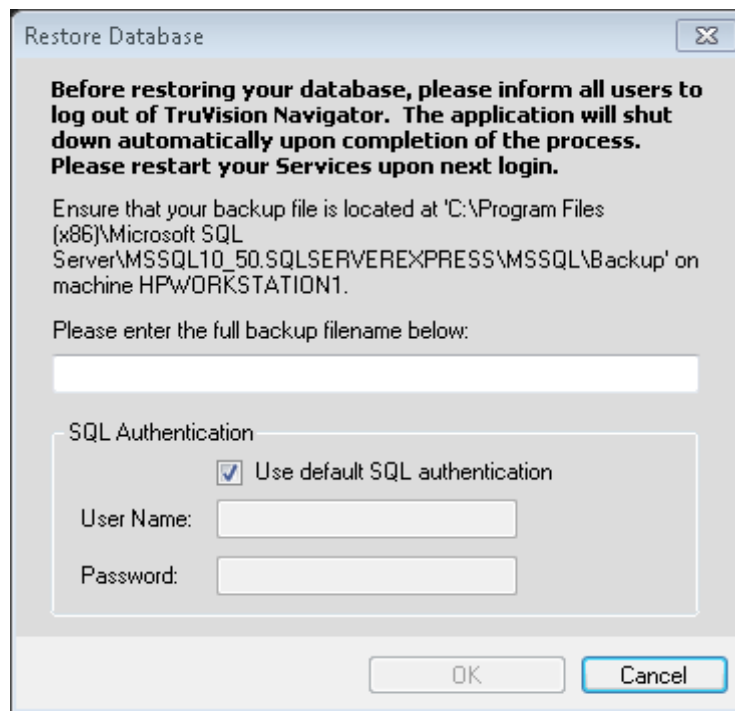 Restore Database
Before restoring your database, please inform all users to
log out of TruVision Navigator. The application will shut
down automatically upon completion of the process.
Please restart your Services upon next login.
Ensure that your backup file is located at 'C:\Program Files
(x86)\Microsoft SQL
Server\MSSQL10_50.SQLSERVEREXPRESS\MSSQL\Backup' on
machine HPWORKSTATION1.
Please enter the full backup filename below:
SQL Authentication
Use default SQL authentication
User Name:
Password:
OK
Cancel